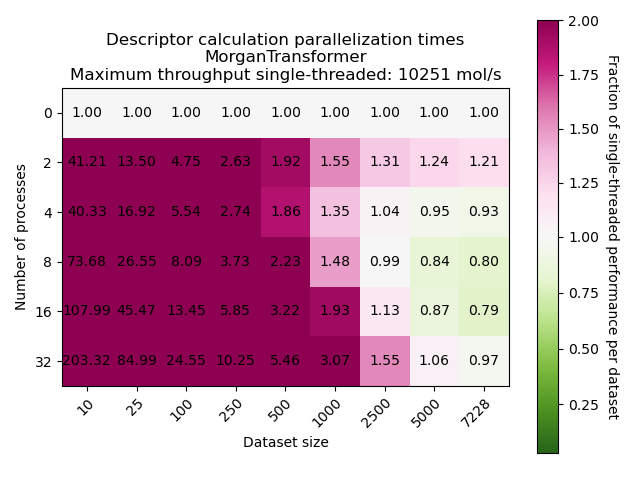 Descriptor calculation parallelization times
MorganTransformer
Maximum throughput single-threaded: 10251 mol/s
0 1.00 1.00 1.00 1.00 1.00 1.00 1.00 1.00 1.00
2 41.21 13.50 4.75 2.63 1.92 1.55 1.31 1.24 1.21
4 40.33 16.92 5.54 2.74 1.86 1.35 1.04 0.95 0.93
8 73.68 26.55 8.09 3.73 2.23 1.48 0.99 0.84 0.80
16 107.99 45.47 13.45 5.85 3.22 1.93 1.13 0.87 0.79
32 203.32 84.99 24.55 10.25 5.46 3.07 1.55 1.06 0.97
10 25 100 250 500 1000 2500 5000 7228
Dataset size
Number of processes
2.00
1.75
1.50
1.25
1.00
0.75
0.50
0.25
Fraction of single-threaded performance per dataset